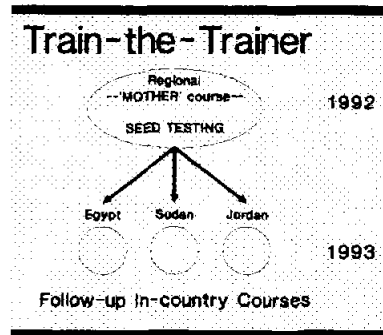 Train-the-Trainer
Regional
--'MOTHER' course--
1992
SEED TESTING
Egypt Sudan Jordan
1993
Follow-up In-country Courses